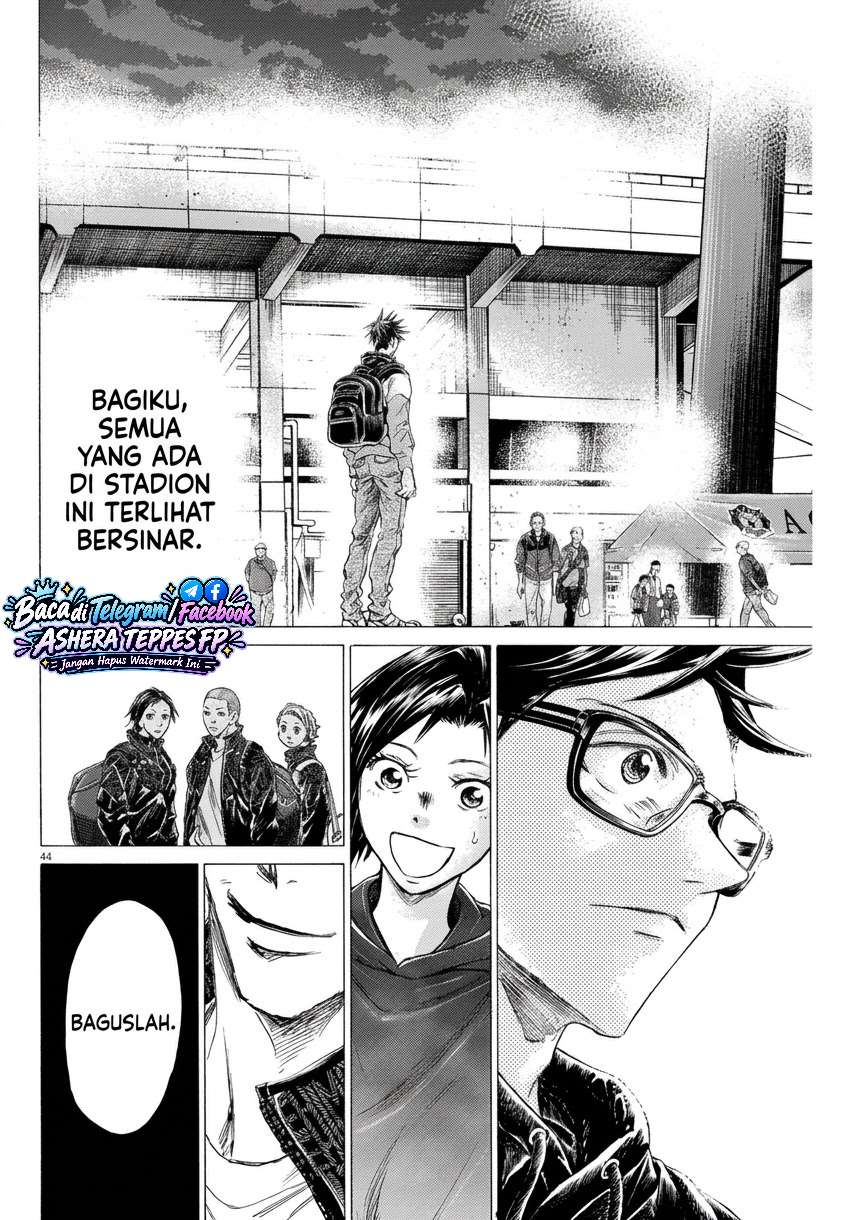 BAGIKU,
SEMUA
YANG ADA
DI STADION
INI TERLIHAT
BERSINAR.
AS
Baca di Telegram/Facebook
ASHERA TEPPES FP
Jangan Hapus Watermark Ini
44
BAGUSLAH.